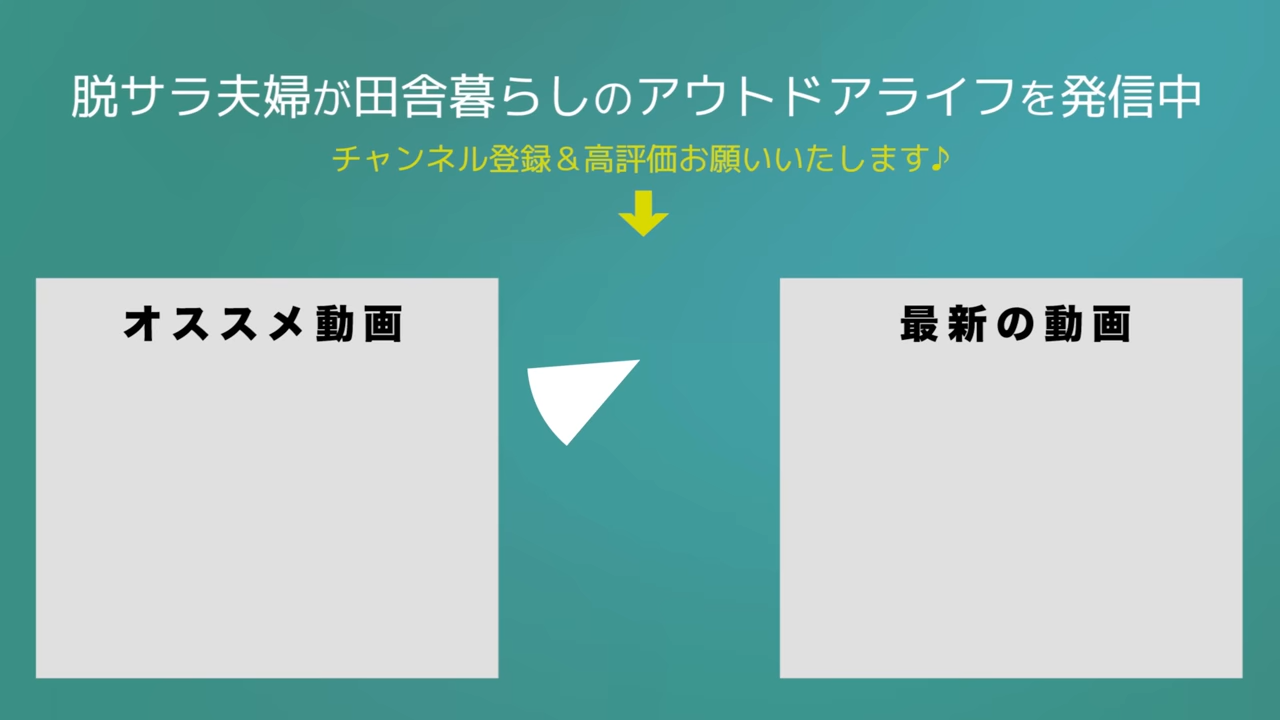 脱サラ夫婦が田舎暮らしのアウトドアライフを発信中
チャンネル登録＆高評価お願いいたします♪
オススメ動画
最新の動画